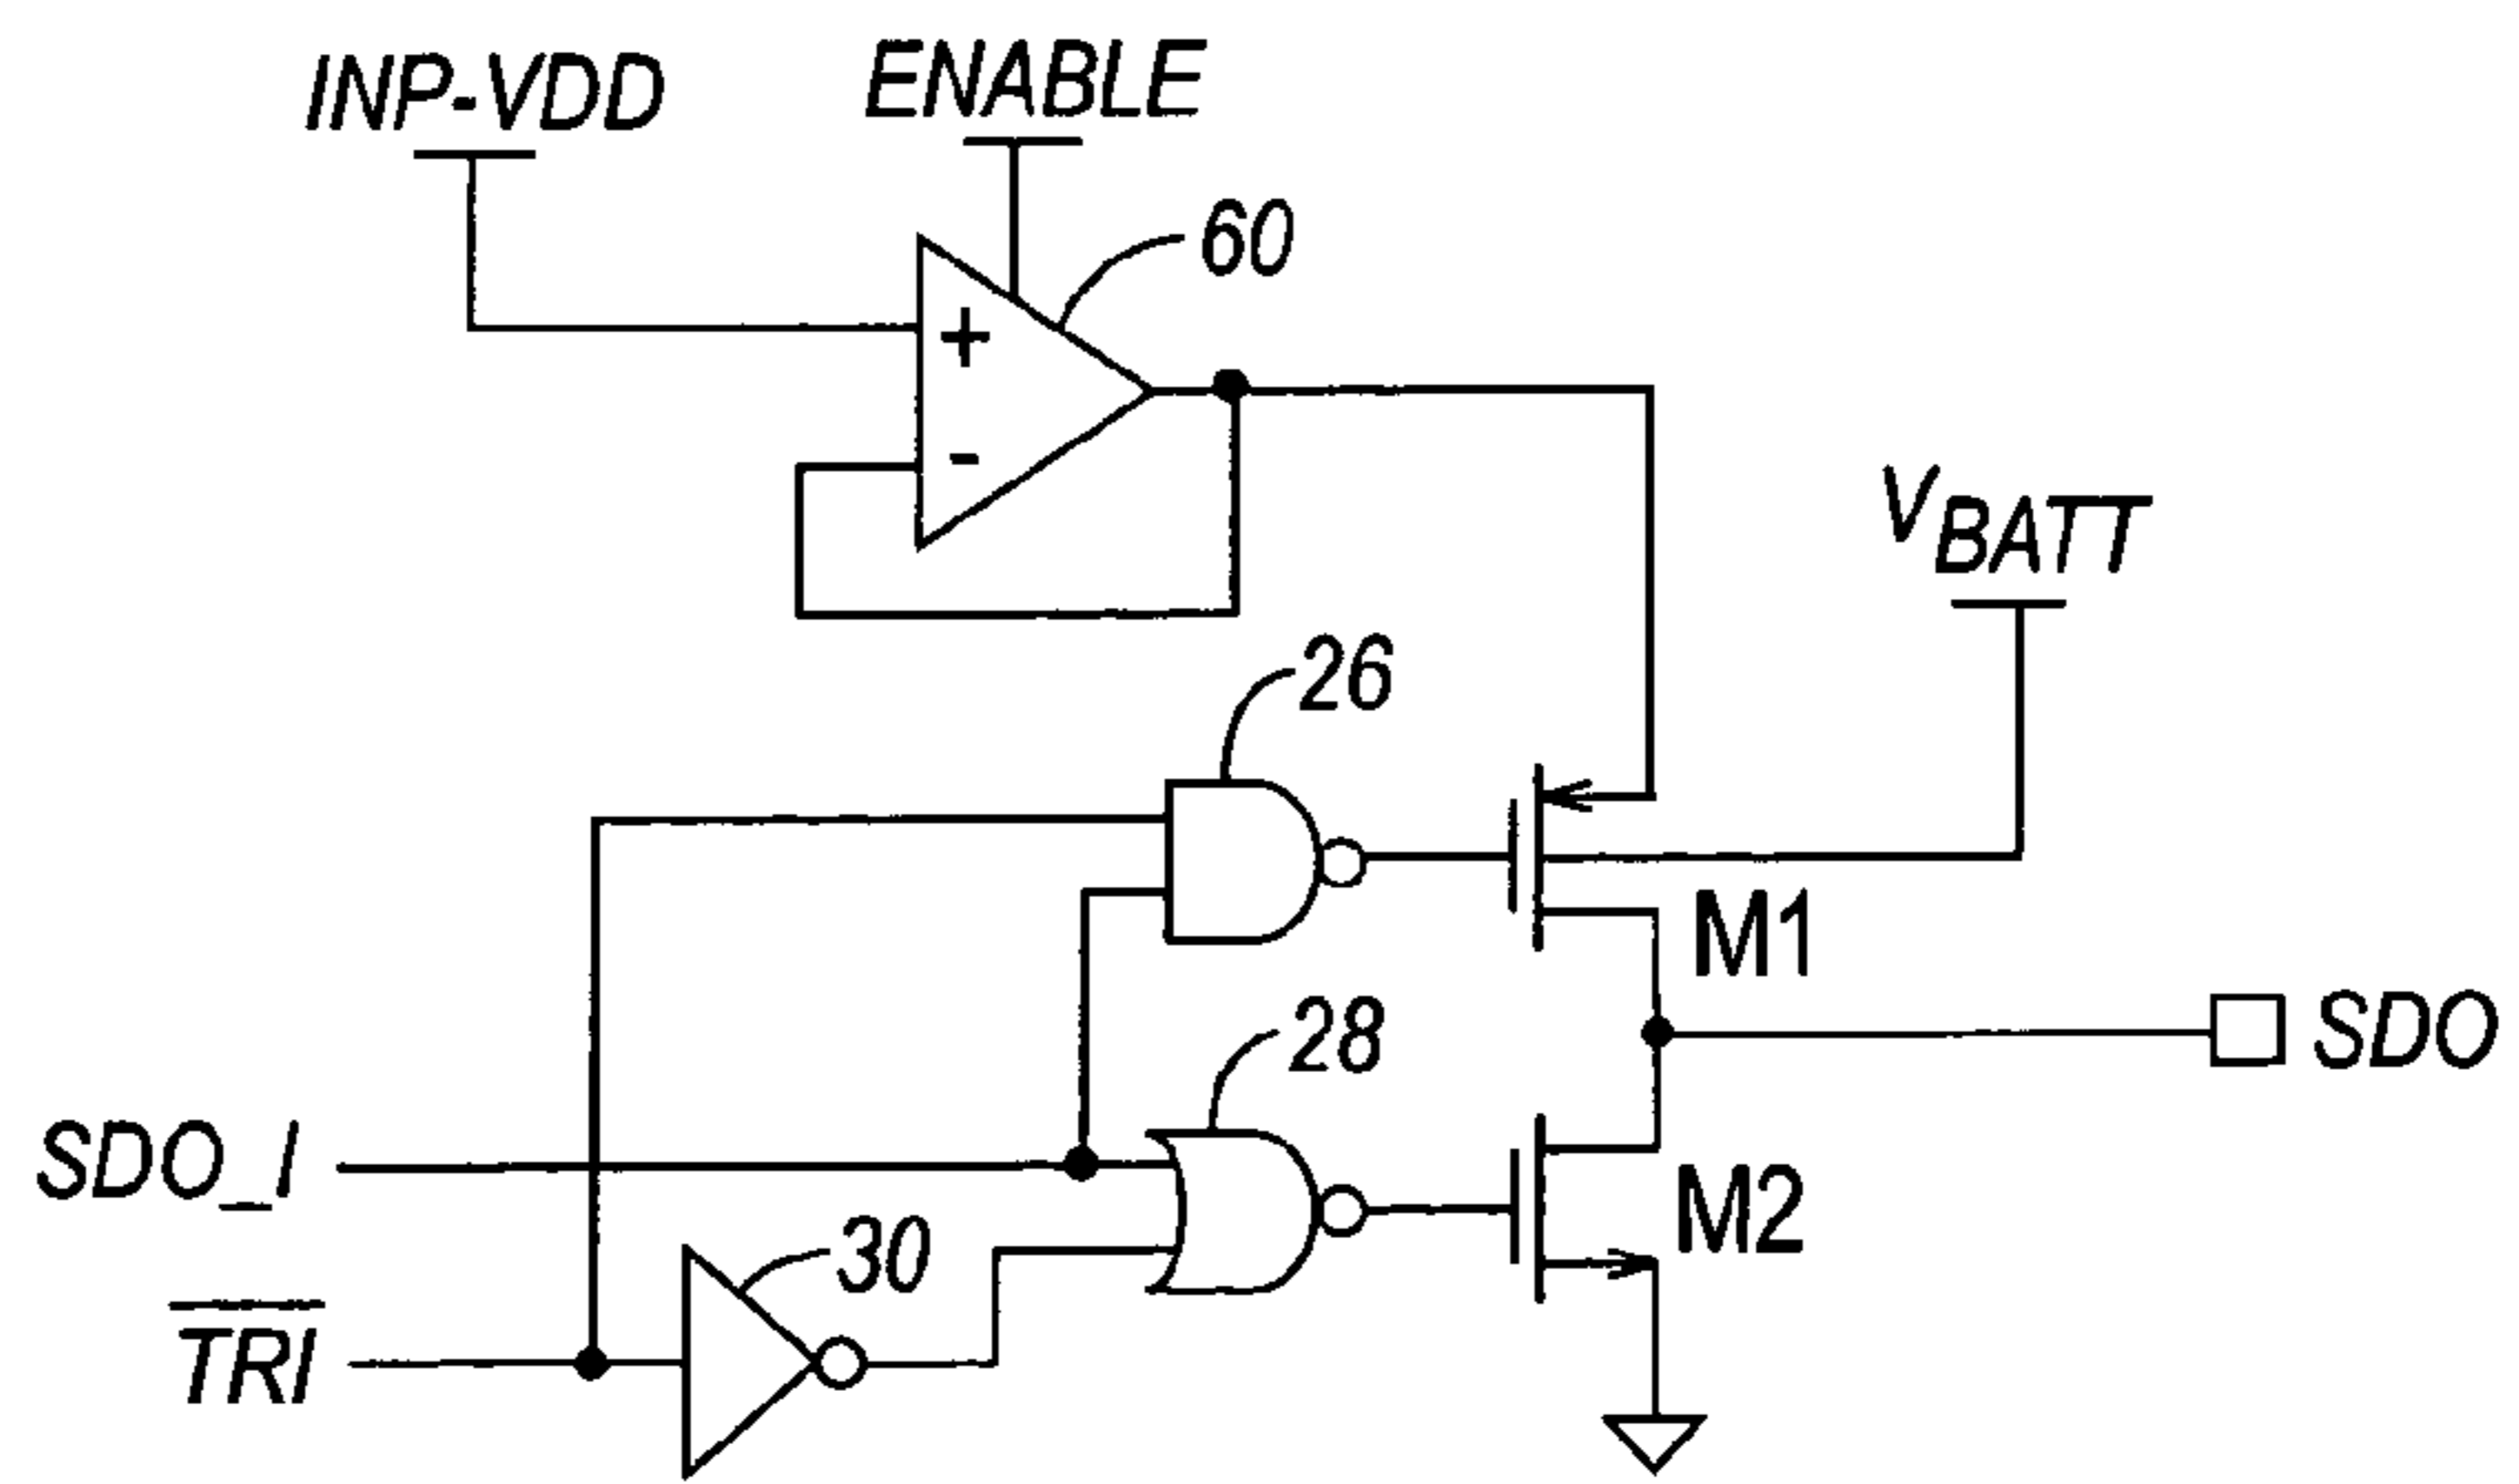 INP-VDD
ENABLE
60
+
-
VBATT
26
M1
28
SDO
SDO_I
M2
30
TRI